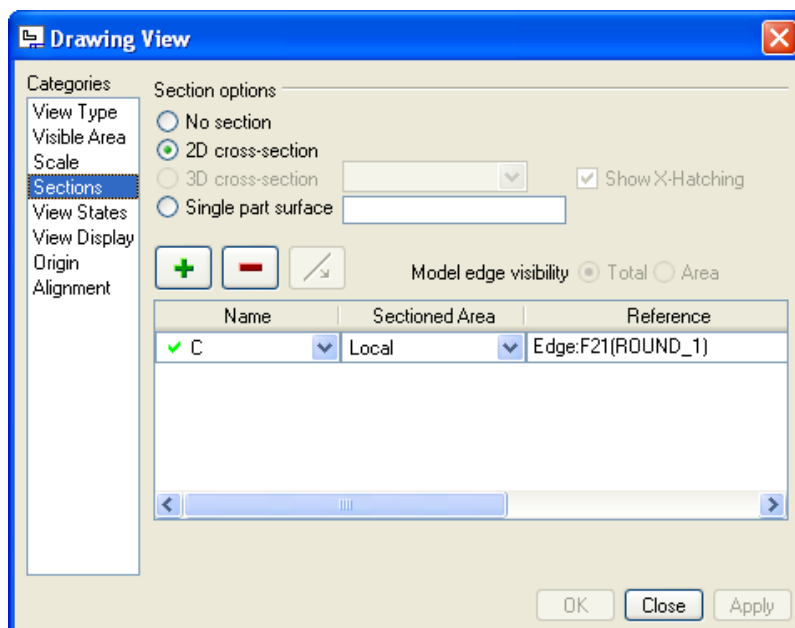 Drawing View
Categories
View Type
Visible Area
Scale
Sections
View States
View Display
Origin
Alignment
Section options
No section
2D cross-section
3D cross-section
Show X-Hatching
Single part surface
Model edge visibility Total Area
Name Sectioned Area Reference
C Local Edge:F21(ROUND_1)
OK Close Apply